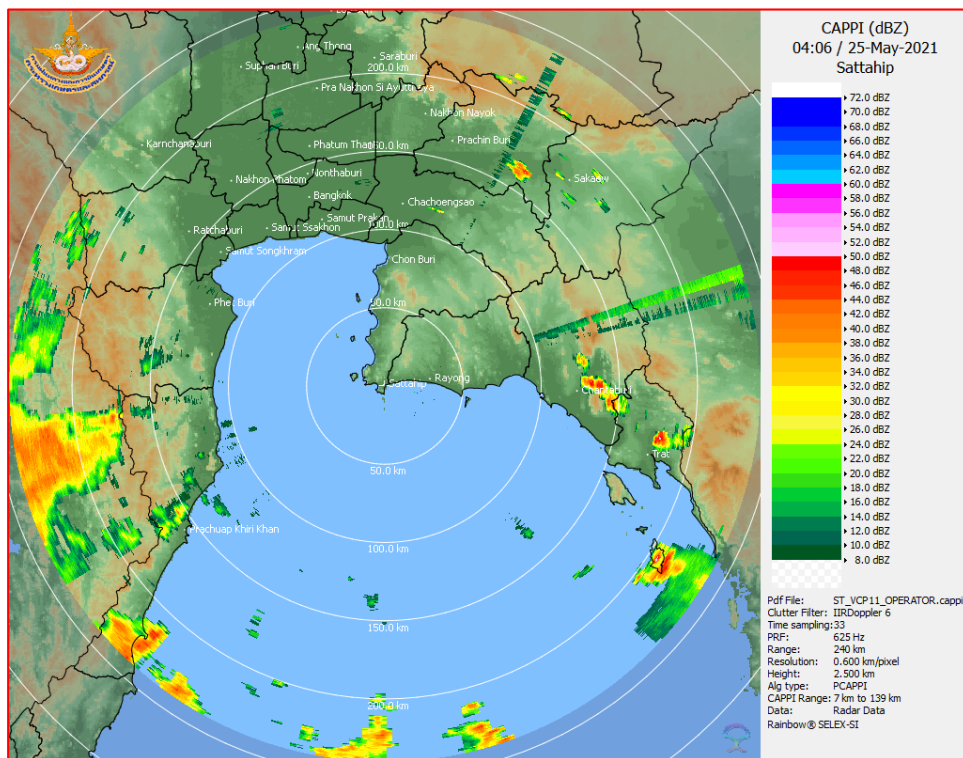 CAPPI (dBZ)
04:06 / 25-May-2021
Sattahip
72.0 dBZ
70.0 dBZ
68.0 dBZ
66.0 dBZ
64.0 dBZ
62.0 dBZ
60.0 dBZ
58.0 dBZ
56.0 dBZ
54.0 dBZ
52.0 dBZ
50.0 dBZ
48.0 dBZ
46.0 dBZ
44.0 dBZ
42.0 dBZ
40.0 dBZ
38.0 dBZ
36.0 dBZ
34.0 dBZ
32.0 dBZ
30.0 dBZ
28.0 dBZ
26.0 dBZ
24.0 dBZ
22.0 dBZ
20.0 dBZ
18.0 dBZ
16.0 dBZ
14.0 dBZ
12.0 dBZ
10.0 dBZ
8.0 dBZ
Pdf File: ST_VCP11_OPERATOR.cappi
Clutter Filter: IIRDoppler 6
Time sampling: 33
PRF: 625 Hz
Range: 240 km
Resolution: 0.600 km/pixel
Height: 2.500 km
Alg type: PCAPPI
CAPPI Range: 7 km to 139 km
Data: Radar Data
Rainbow® SELEX-SI
Ang Thong
Saraburi
Suphan Buri
200.0 km
Pra Nakhon Si Ayutthaya
Nakhon Nayok
Karnchanaburi
Phatum Thani
150.0 km
Prachin Buri
Nonthaburi
Nakhon Phatom
Sakaew
Bangkok
Chachoengsao
Samut Prakan
Ratchaburi
Samut Ssakhon
100.0 km
Samut Songkhram
Chon Buri
Phet Buri
50.0 km
Sattahip
Rayong
Chantaburi
Trat
50.0 km
Prachuap Khiri Khan
100.0 km
150.0 km
200.0 km